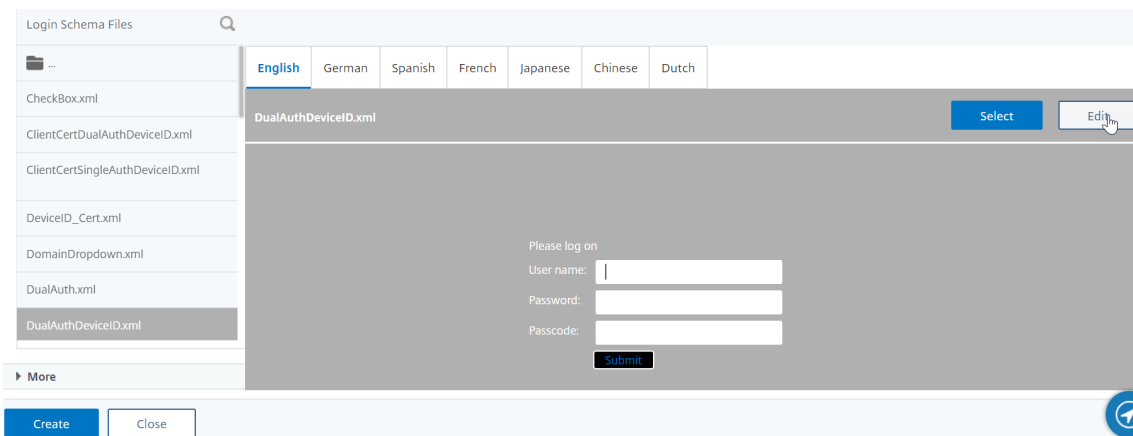 Login Schema Files
...
CheckBox.xml
ClientCertDualAuthDeviceID.xml
ClientCertSingleAuthDeviceID.xml
DeviceID_Cert.xml
DomainDropdown.xml
DualAuth.xml
DualAuthDeviceID.xml
More
English German Spanish French Japanese Chinese Dutch
DualAuthDeviceID.xml Select Edit
Please log on
User name:
Password:
Passcode:
Submit
Create Close